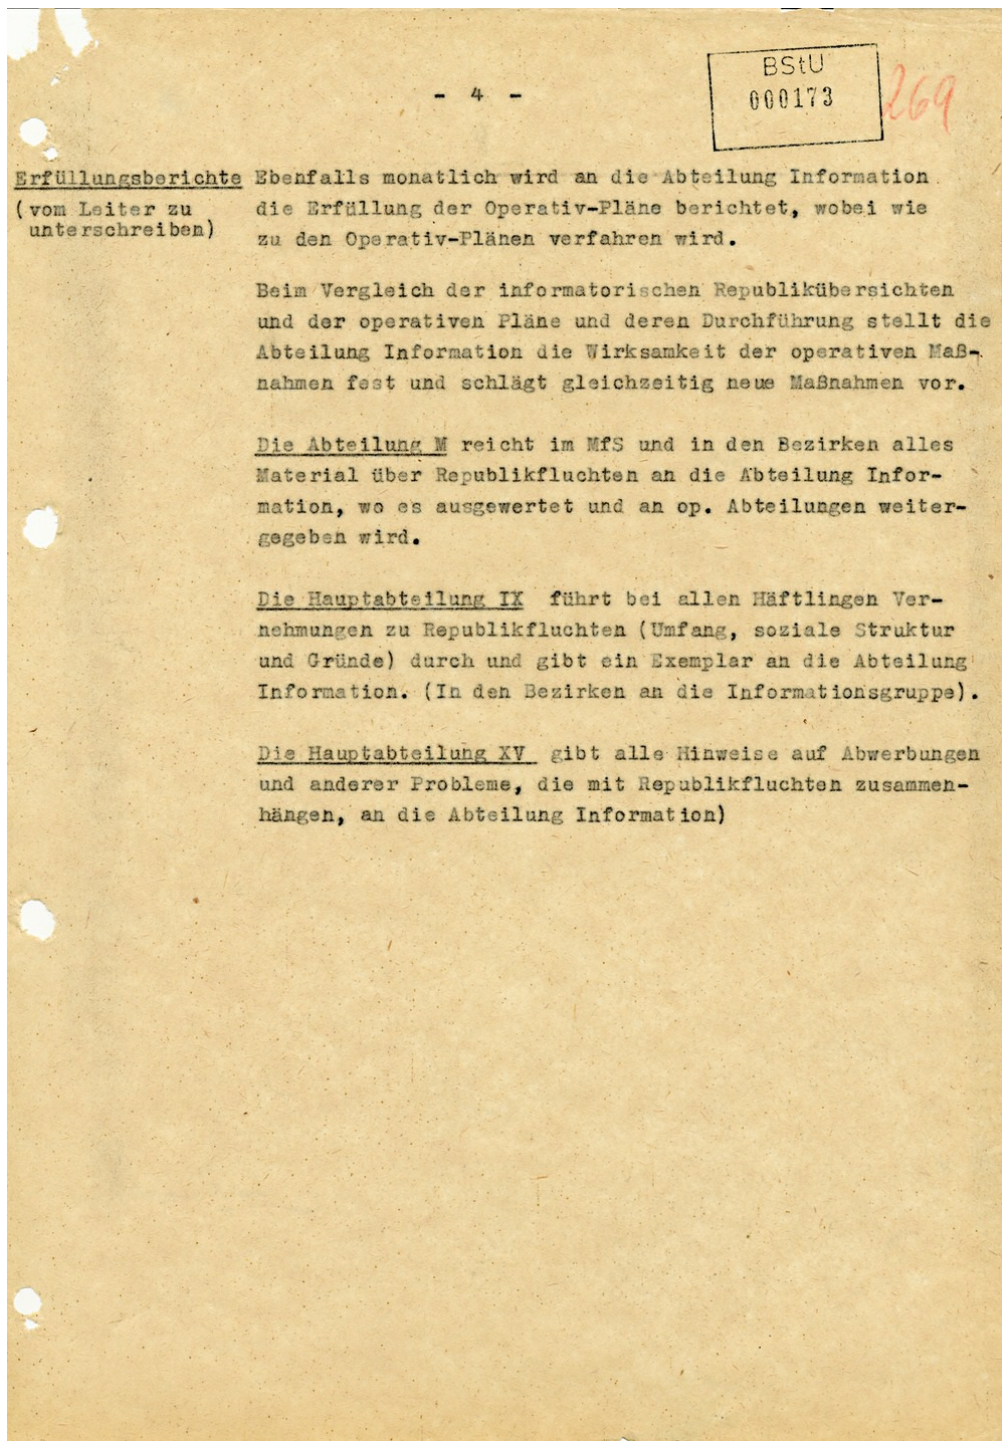 - 4 -
BStU
000173
269
Erfüllungsberichte
(vom Leiter zu
unterschreiben)
Ebenfalls monatlich wird an die Abteilung Information
die Erfüllung der Operativ-Pläne berichtet, wobei wie
zu den Operativ-Plänen verfahren wird.
Beim Vergleich der informatorischen Republikübersichten
und der operativen Pläne und deren Durchführung stellt die
Abteilung Information die Wirksamkeit der operativen Maß-
nahmen fest und schlägt gleichzeitig neue Maßnahmen vor.
Die Abteilung M reicht im MfS und in den Bezirken alles
Material über Republikfluchten an die Abteilung Infor-
mation, wo es ausgewertet und an op. Abteilungen weiter-
gegeben wird.
Die Hauptabteilung IX führt bei allen Häftlingen Ver-
nehmungen zu Republikfluchten (Umfang, soziale Struktur
und Gründe) durch und gibt ein Exemplar an die Abteilung
Information. (In den Bezirken an die Informationsgruppe).
Die Hauptabteilung XV gibt alle Hinweise auf Abwerbungen
und anderer Probleme, die mit Republikfluchten zusammen-
hängen, an die Abteilung Information)